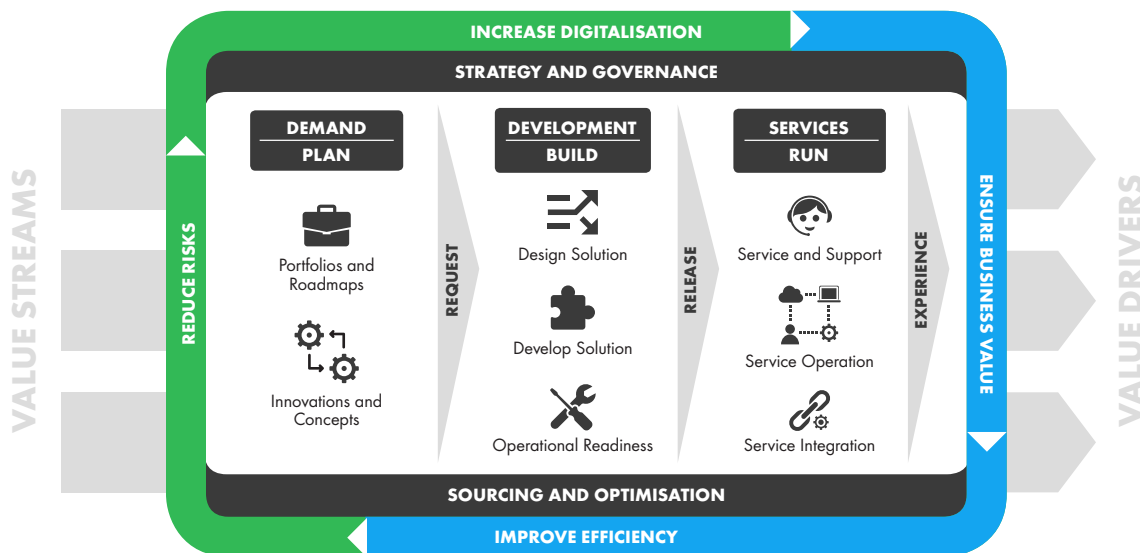 INCREASE DIGITALISATION
STRATEGY AND GOVERNANCE
VALUE STREAMS
REDUCE RISKS
DEMAND
PLAN
Portfolios and
Roadmaps
Innovations and
Concepts
REQUEST
DEVELOPMENT
BUILD
Design Solution
Develop Solution
Operational Readiness
RELEASE
SERVICES
RUN
Service and Support
Service Operation
Service Integration
EXPERIENCE
ENSURE BUSINESS VALUE
VALUE DRIVERS
SOURCING AND OPTIMISATION
IMPROVE EFFICIENCY